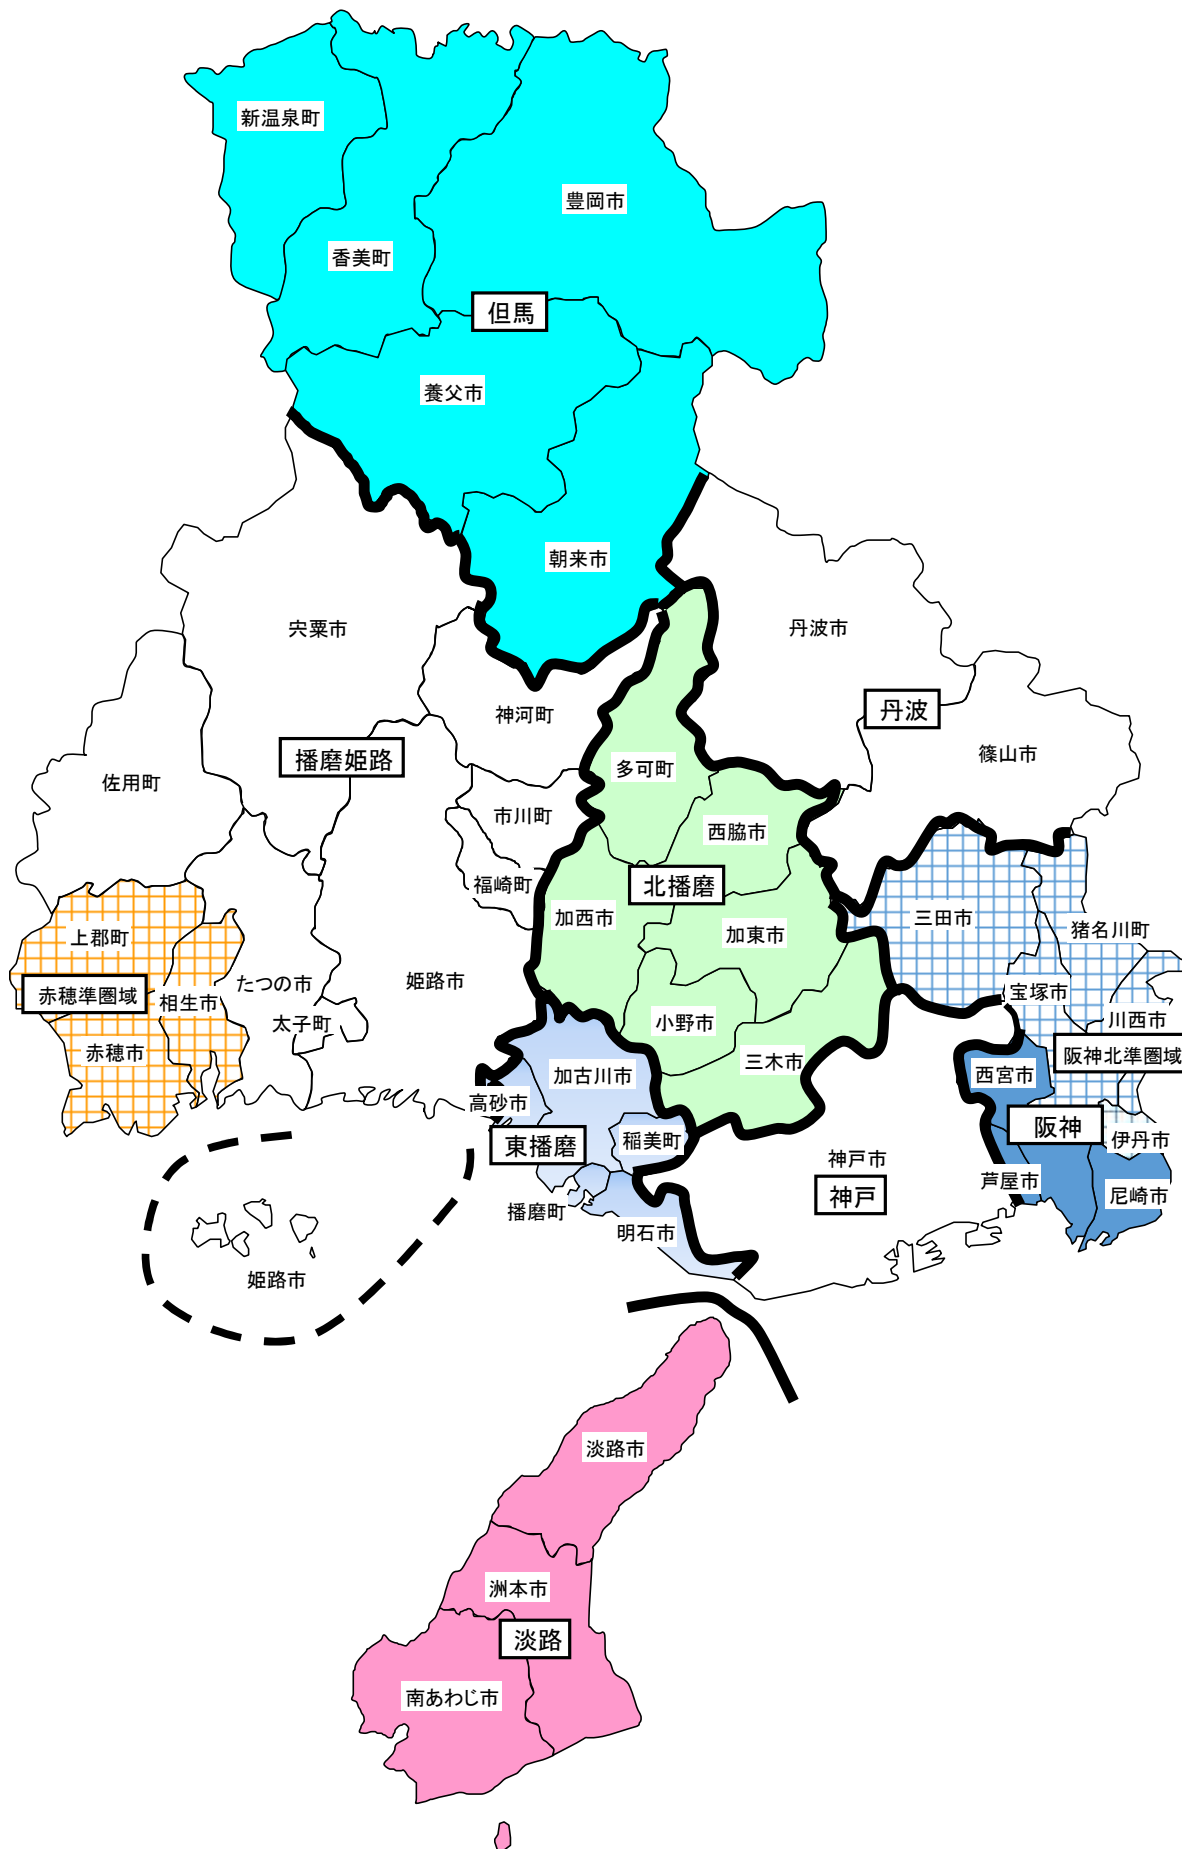 新温泉町
豊岡市
香美町
但馬
養父市
朝来市
宍粟市
丹波市
神河町
丹波
播磨姫路
篠山市
多可町
佐用町
市川町
西脇市
福崎町
北播磨
加西市
三田市
猪名川町
上郡町
加東市
たつの市
姫路市
赤穂準圏域
相生市
宝塚市
太子町
小野市
川西市
赤穂市
三木市
阪神北準圏域
加古川市
西宮市
高砂市
阪神
東播磨
稲美町
伊丹市
神戸市
芦屋市
神戸
尼崎市
播磨町
明石市
姫路市
淡路市
洲本市
淡路
南あわじ市